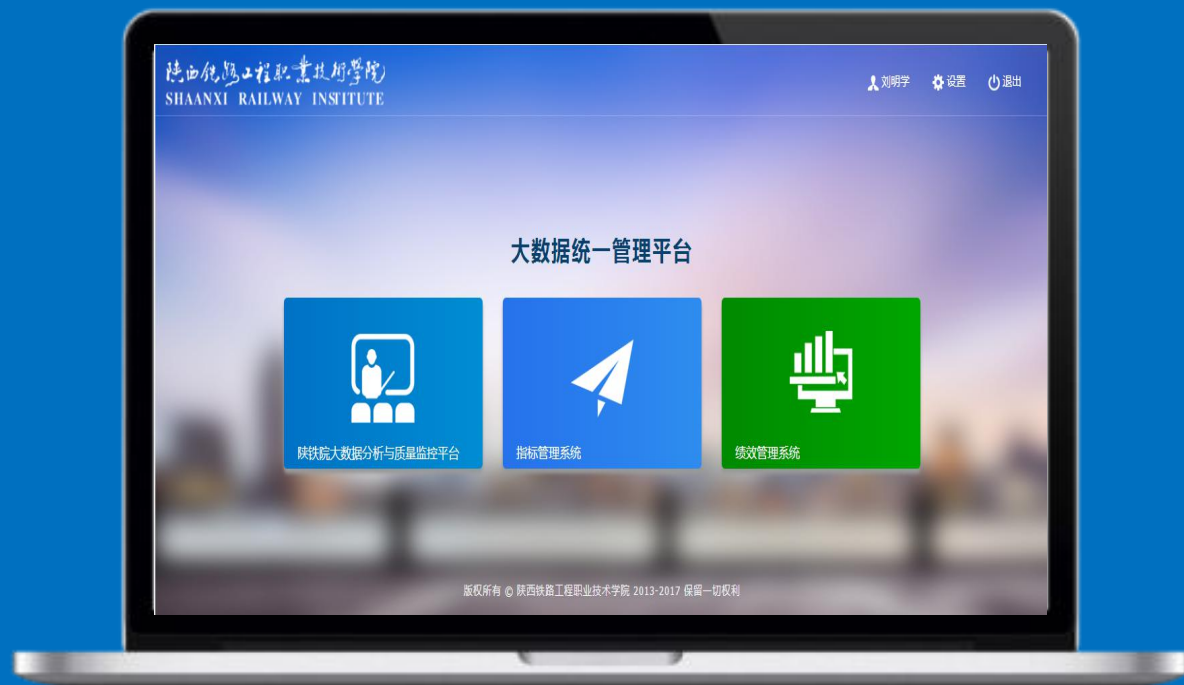 陕西铁路工程职业技术学院
SHAANXI RAILWAY INSTITUTE
刘明学 设置 退出
大数据统一管理平台
陕铁院大数据分析与质量监控平台
指标管理系统
绩效管理系统
版权所有 © 陕西铁路工程职业技术学院 2013-2017 保留一切权利